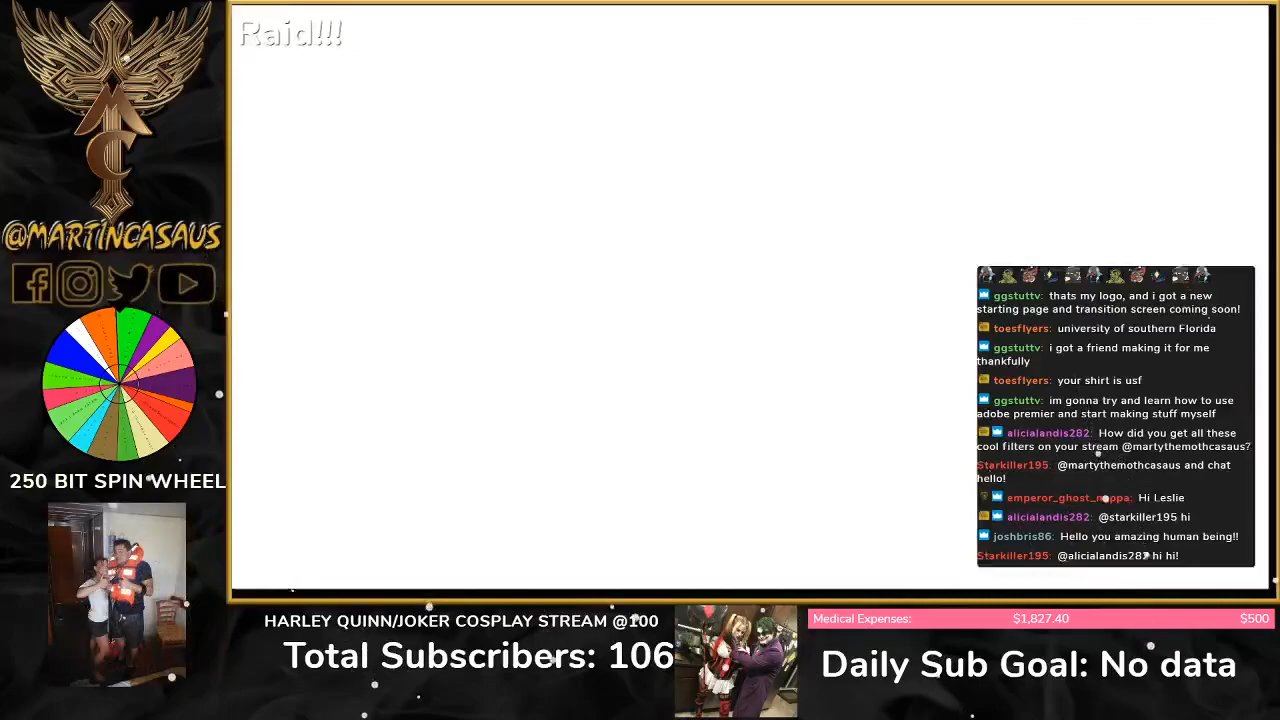 Raid!!!
MC
@MARTINCASAUS
250 BIT SPIN WHEEL
ggstuttv: thats my logo, and i got a new
starting page and transition screen coming soon!
toesflyers: university of southern Florida
ggstuttv: i got a friend making it for me
thankfully
toesflyers: your shirt is usf
ggstuttv: im gonna try and learn how to use
adobe premier and start making stuff myself
alicialandis282: How did you get all these
cool filters on your stream @martythemothcasaus?
Starkiller195: @martythemothcasaus and chat
hello!
Hi Leslie
alicialandis282: @starkiller195 hi
joshbris86: Hello you amazing human being!!
Starkiller195: @alicialandis282 hi hi!
HARLEY QUINN/JOKER COSPLAY STREAM @100
Total Subscribers: 106
Medical Expenses: $1,827.40 $500
Daily Sub Goal: No data